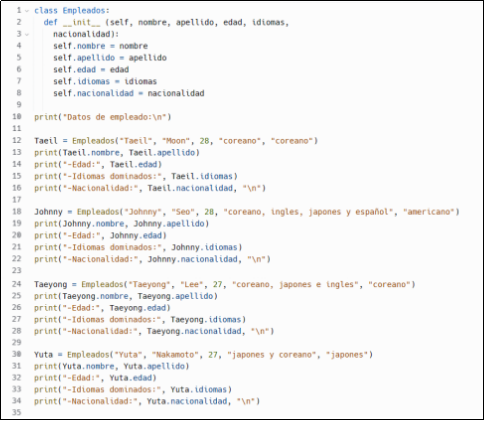 1 class Empleados:
2 def __init__ (self, nombre, apellido, edad, idiomas,
3 nacionalidad):
4 self.nombre = nombre
5 self.apellido = apellido
6 self.edad = edad
7 self.idiomas = idiomas
8 self.nacionalidad = nacionalidad
9
10 print("Datos de empleado:\n")
11
12 Taeil = Empleados("Taeil", "Moon", 28, "coreano", "coreano")
13 print(Taeil.nombre, Taeil.apellido)
14 print("-Edad:", Taeil.edad)
15 print("-Idiomas dominados:", Taeil.idiomas)
16 print("-Nacionalidad:", Taeil.nacionalidad, "\n")
17
18 Johnny = Empleados("Johnny", "Seo", 28, "coreano, ingles, japones y español", "americano")
19 print(Johnny.nombre, Johnny.apellido)
20 print("-Edad:", Johnny.edad)
21 print("-Idiomas dominados:", Johnny.idiomas)
22 print("-Nacionalidad:", Johnny.nacionalidad, "\n")
23
24 Taeyong = Empleados("Taeyong", "Lee", 27, "coreano, japones e ingles", "coreano")
25 print(Taeyong.nombre, Taeyong.apellido)
26 print("-Edad:", Taeyong.edad)
27 print("-Idiomas dominados:", Taeyong.idiomas)
28 print("-Nacionalidad:", Taeyong.nacionalidad, "\n")
29
30 Yuta = Empleados("Yuta", "Nakamoto", 27, "japones y coreano", "japones")
31 print(Yuta.nombre, Yuta.apellido)
32 print("-Edad:", Yuta.edad)
33 print("-Idiomas dominados:", Yuta.idiomas)
34 print("-Nacionalidad:", Yuta.nacionalidad, "\n")
35